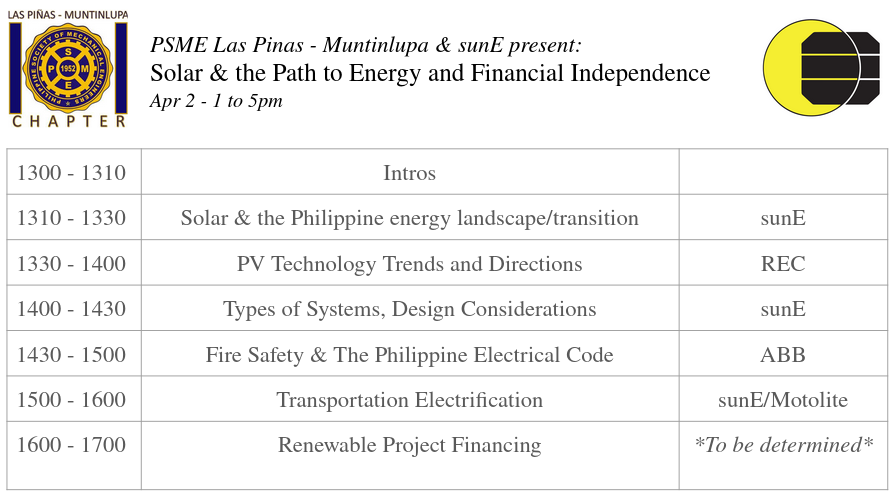 LAS PIÑAS - MUNTINLUPA
PHILIPPINE SOCIETY OF MECHANICAL ENGINEERS
S
P 1952 M
E
CHAPTER
PSME Las Pinas - Muntinlupa & sunE present:
Solar & the Path to Energy and Financial Independence
Apr 2 - 1 to 5pm
1300 - 1310 Intros
1310 - 1330 Solar & the Philippine energy landscape/transition sunE
1330 - 1400 PV Technology Trends and Directions REC
1400 - 1430 Types of Systems, Design Considerations sunE
1430 - 1500 Fire Safety & The Philippine Electrical Code ABB
1500 - 1600 Transportation Electrification sunE/Motolite
1600 - 1700 Renewable Project Financing *To be determined*